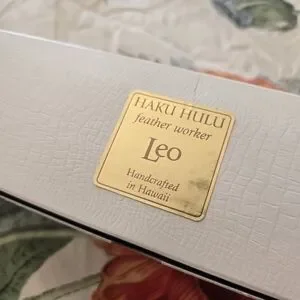 HAKU HULU
feather worker
Leo
Handcrafted
in Hawaii